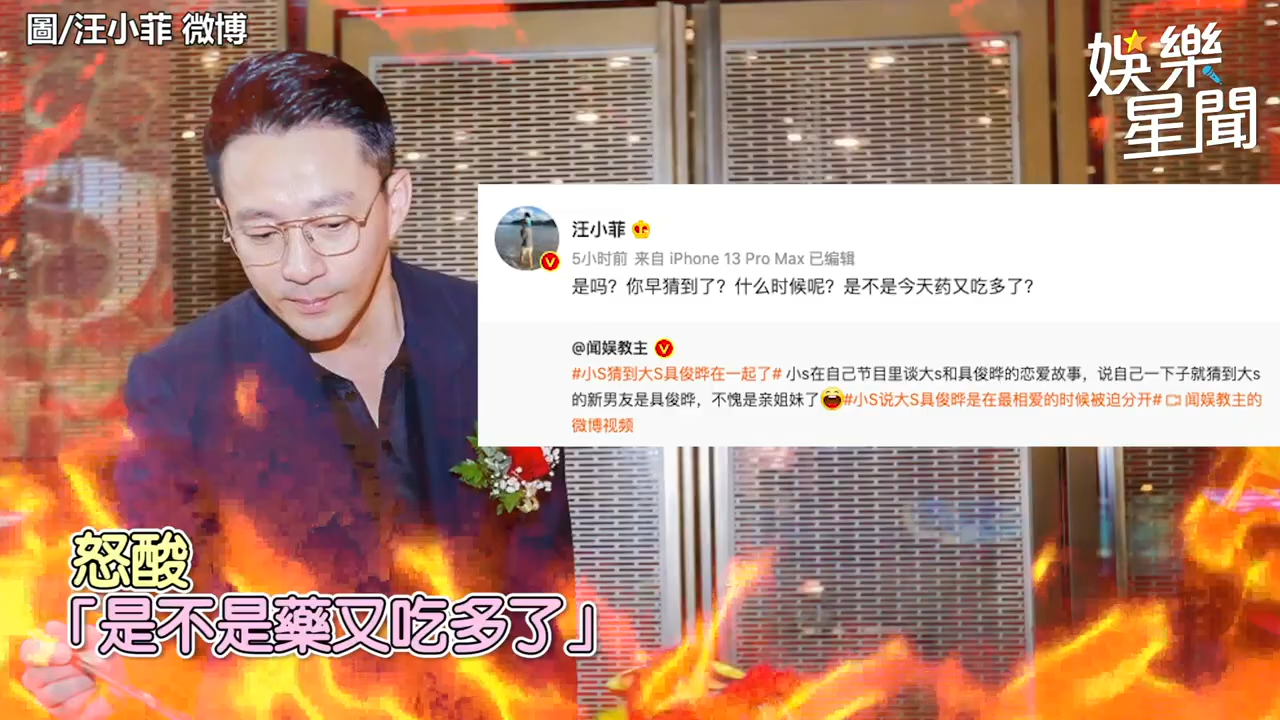 圖/汪小菲 微博
娛樂
星聞
汪小菲
5小时前 来自 iPhone 13 Pro Max 已编辑
是吗？你早猜到了？什么时候呢？是不是今天药又吃多了？
@闻娱教主
#小S猜到大S具俊晔在一起了# 小s在自己节目里谈大s和具俊晔的恋爱故事，说自己一下子就猜到大s
的新男友是具俊晔，不愧是亲姐妹了😆#小S说大S具俊晔是在最相爱的时候被迫分开# 闻娱教主的
微博视频
怒酸
「是不是藥又吃多了」